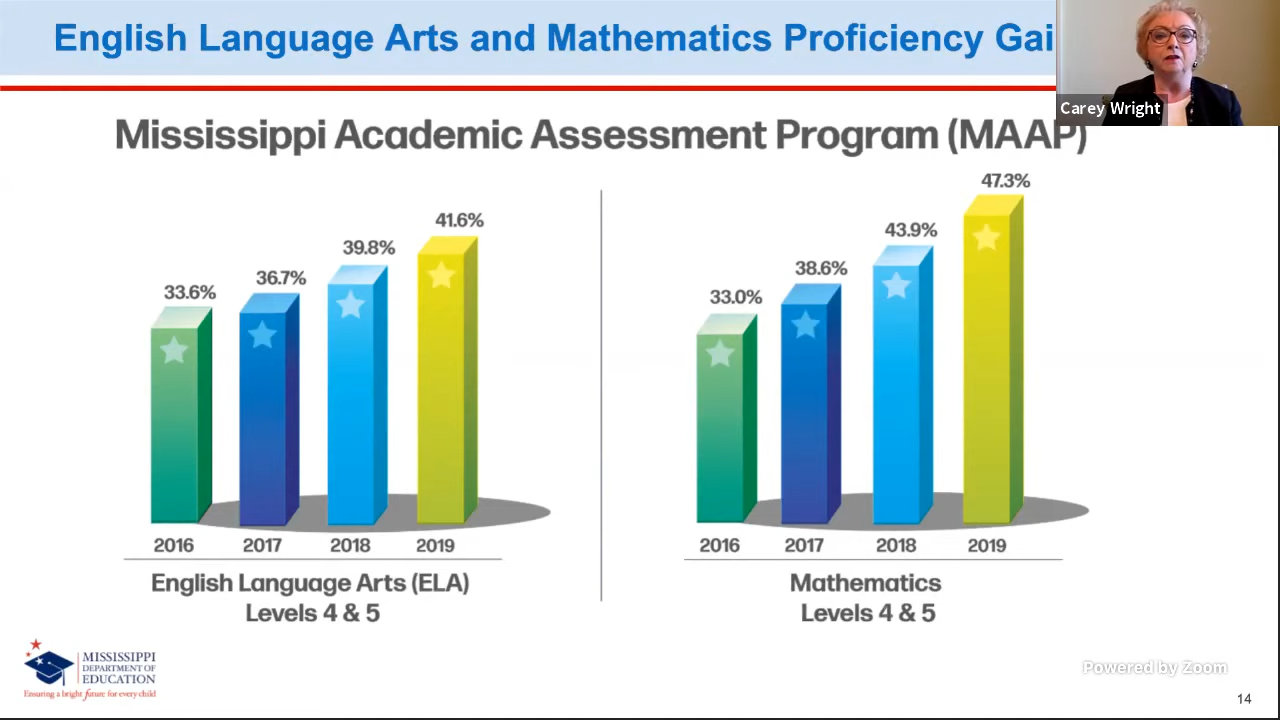 English Language Arts and Mathematics Proficiency Gai
Carey Wright
Mississippi Academic Assessment Program (MAAP)
33.6%
36.7%
39.8%
41.6%
2016
2017
2018
2019
English Language Arts (ELA)
Levels 4 & 5
33.0%
38.6%
43.9%
47.3%
2016
2017
2018
2019
Mathematics
Levels 4 & 5
MISSISSIPPI
DEPARTMENT OF
EDUCATION
Ensuring a bright future for every child
Powered by Zoom
14